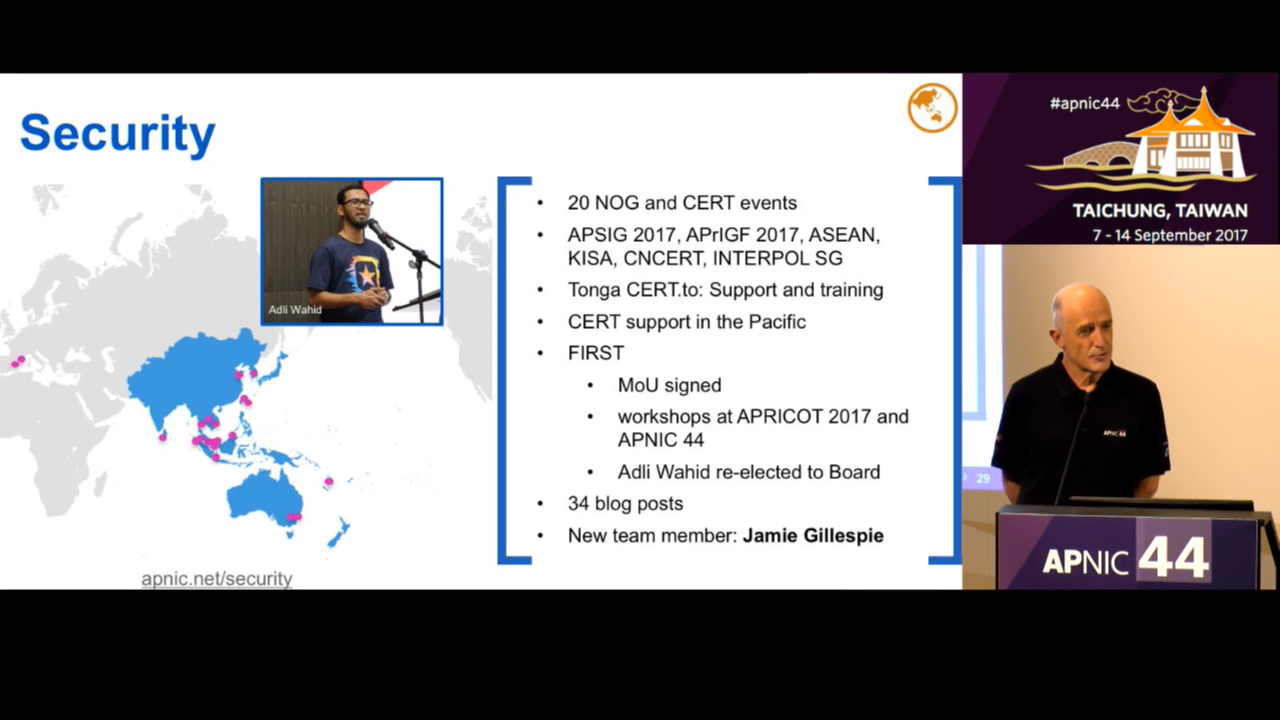 Security
Adli Wahid
apnic.net/security
• 20 NOG and CERT events
• APSIG 2017, APrIGF 2017, ASEAN,
KISA, CNCERT, INTERPOL SG
• Tonga CERT.to: Support and training
• CERT support in the Pacific
• FIRST
• MoU signed
• workshops at APRICOT 2017 and
APNIC 44
• Adli Wahid re-elected to Board
• 34 blog posts
• New team member: Jamie Gillespie
#apnic44
TAICHUNG, TAIWAN
7 - 14 September 2017
29
APNIC 44
APNIC 44